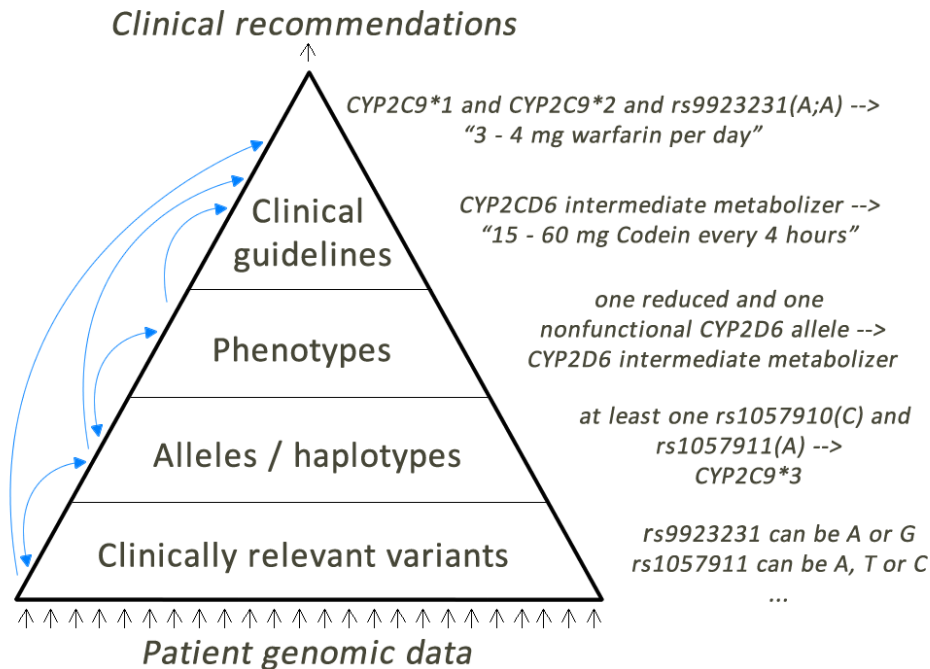 Clinical recommendations
CYP2C9*1 and CYP2C9*2 and rs9923231(A;A) -->
“3 - 4 mg warfarin per day”
Clinical
guidelines
CYP2CD6 intermediate metabolizer -->
“15 - 60 mg Codein every 4 hours”
Phenotypes
one reduced and one
nonfunctional CYP2D6 allele -->
CYP2D6 intermediate metabolizer
Alleles / haplotypes
at least one rs1057910(C) and
rs1057911(A) -->
CYP2C9*3
Clinically relevant variants
rs9923231 can be A or G
rs1057911 can be A, T or C
...
Patient genomic data